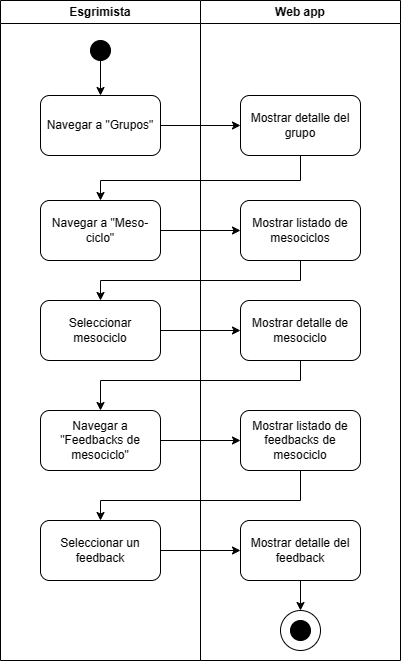 Esgrimista
Web app
Navegar a "Grupos"
Mostrar detalle del
grupo
Navegar a "Meso-
ciclo"
Mostrar listado de
mesociclos
Seleccionar
mesociclo
Mostrar detalle de
mesociclo
Navegar a
"Feedbacks de
mesociclo"
Mostrar listado de
feedbacks de
mesociclo
Seleccionar un
feedback
Mostrar detalle del
feedback